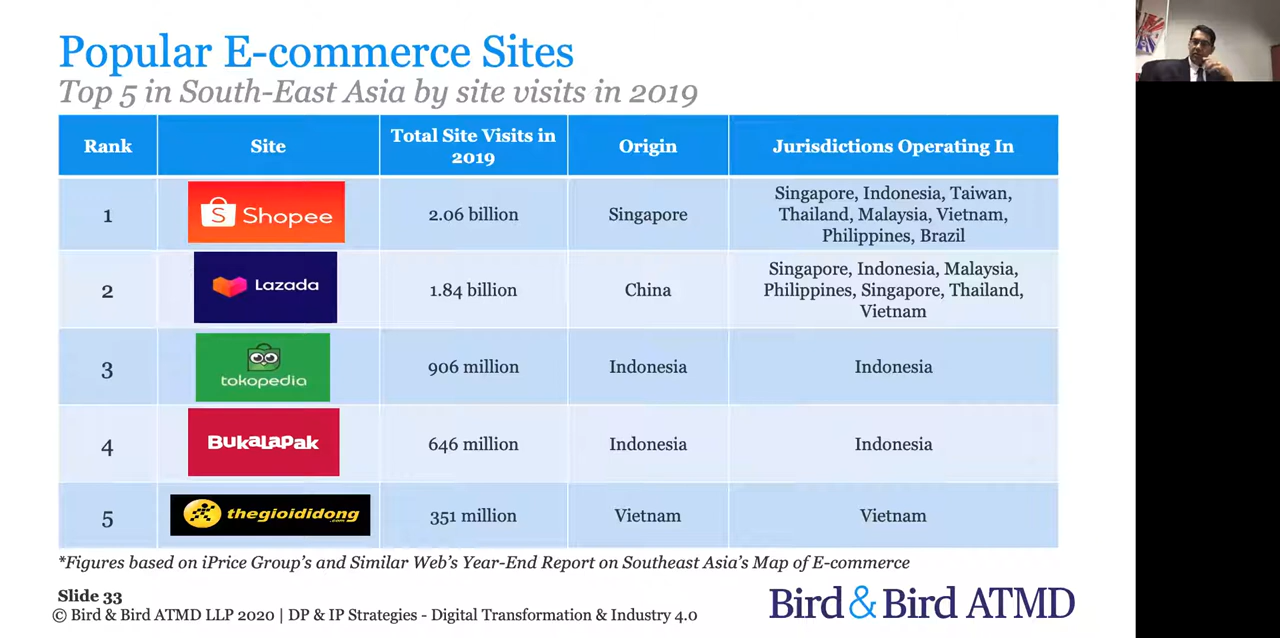 Popular E-commerce Sites
Top 5 in South-East Asia by site visits in 2019
Rank
Site
Total Site Visits in
2019
Origin
Jurisdictions Operating In
1
S Shopee
2.06 billion
Singapore
Singapore, Indonesia, Taiwan,
Thailand, Malaysia, Vietnam,
Philippines, Brazil
2
Lazada
1.84 billion
China
Singapore, Indonesia, Malaysia,
Philippines, Singapore, Thailand,
Vietnam
3
tokopedia
906 million
Indonesia
Indonesia
4
BukaLaPak
646 million
Indonesia
Indonesia
5
thegioididong
.com
351 million
Vietnam
Vietnam
*Figures based on iPrice Group's and Similar Web's Year-End Report on Southeast Asia's Map of E-commerce
Slide 33
© Bird & Bird ATMD LLP 2020 | DP & IP Strategies - Digital Transformation & Industry 4.0
Bird & Bird ATMD